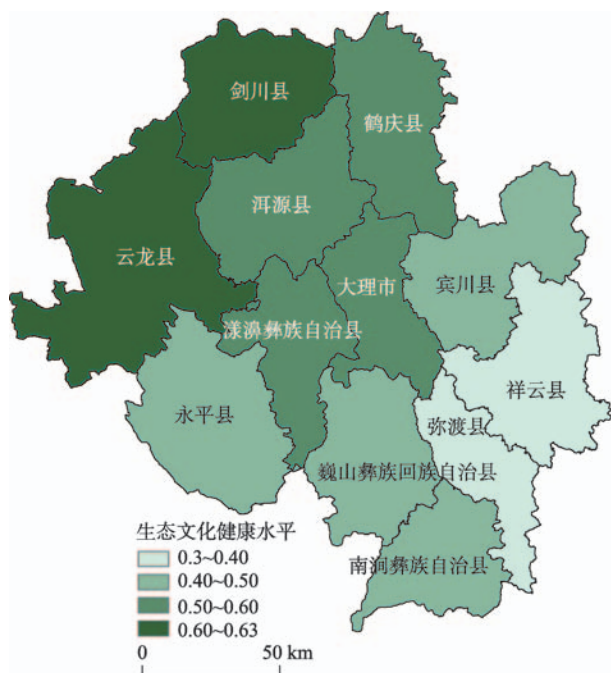 剑川县
鹤庆县
洱源县
云龙县
大理市
宾川县
漾濞彝族自治县
祥云县
永平县
弥渡县
巍山彝族回族自治县
南涧彝族自治县
生态文化健康水平
0.3~0.40
0.40~0.50
0.50~0.60
0.60~0.63
0 50 km